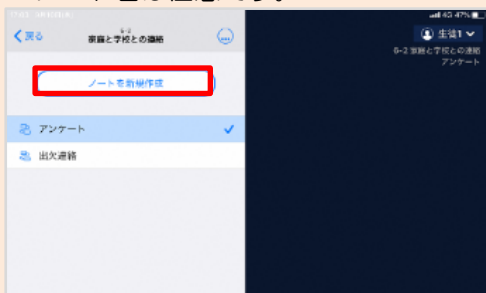 4G 47%
戻る
6-2
家庭と学校との連絡
ノートを新規作成
アンケート
出欠連絡
生徒1
6-2 家庭と学校との連絡
アンケート